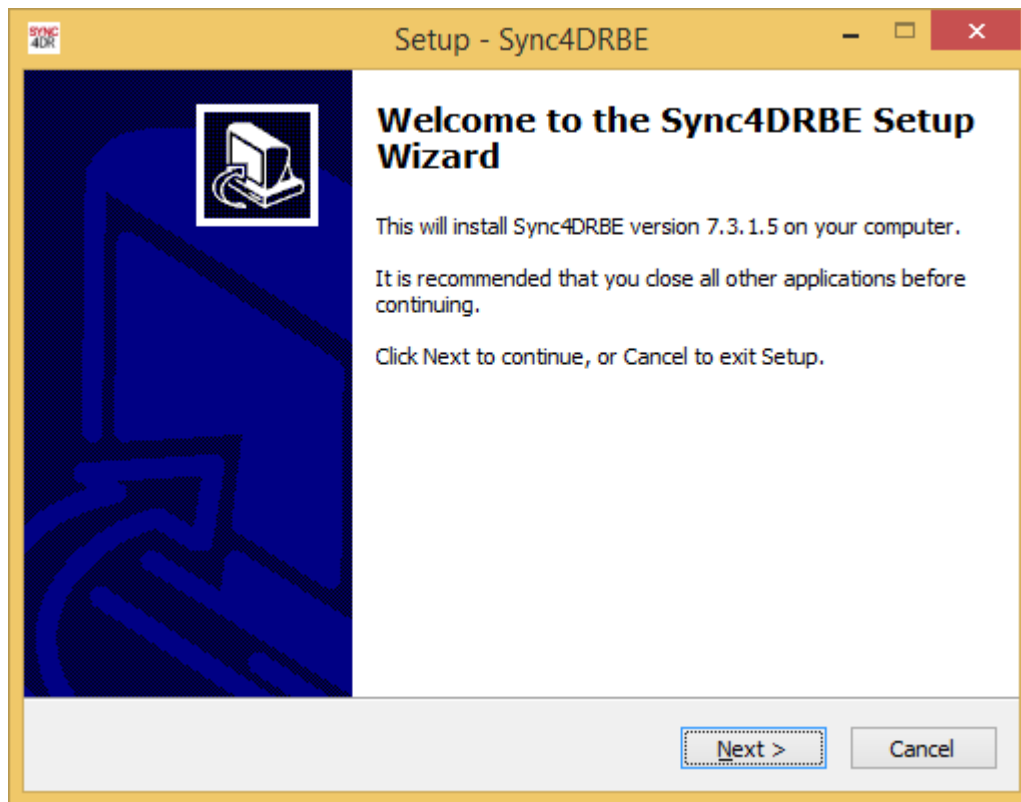 SYNC
4DR
Setup - Sync4DRBE
Welcome to the Sync4DRBE Setup
Wizard
This will install Sync4DRBE version 7.3.1.5 on your computer.
It is recommended that you close all other applications before
continuing.
Click Next to continue, or Cancel to exit Setup.
Next >
Cancel